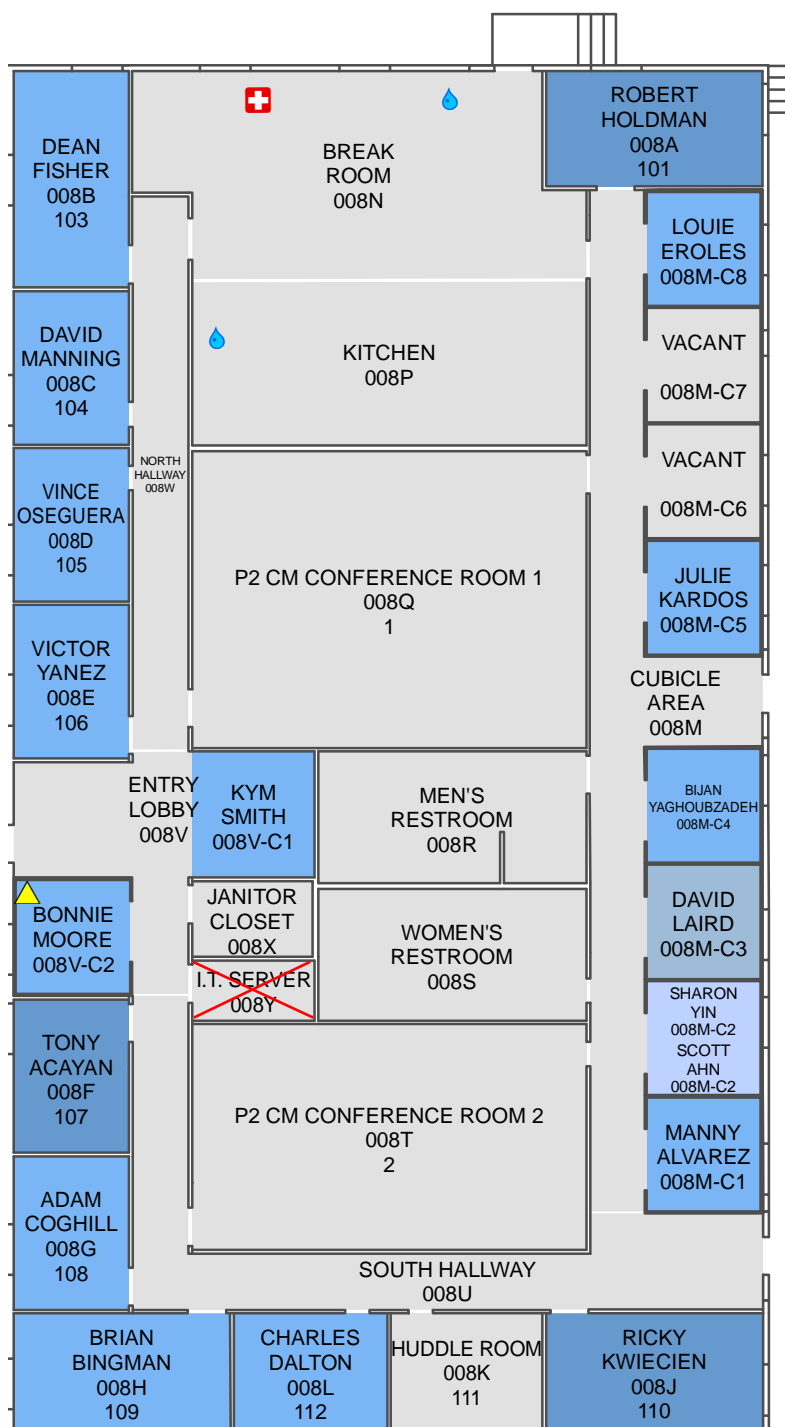 ROBERT
HOLDMAN
008A
101
DEAN
FISHER
008B
103
BREAK
ROOM
008N
LOUIE
EROLES
008M-C8
DAVID
MANNING
008C
104
KITCHEN
008P
VACANT
008M-C7
NORTH
HALLWAY
008W
VACANT
008M-C6
VINCE
OSEGUERA
008D
105
P2 CM CONFERENCE ROOM 1
008Q
1
JULIE
KARDOS
008M-C5
VICTOR
YANEZ
008E
106
CUBICLE
AREA
008M
ENTRY
LOBBY
008V
KYM
SMITH
008V-C1
MEN'S
RESTROOM
008R
BIJAN
YAGHOUBZADEH
008M-C4
BONNIE
MOORE
008V-C2
JANITOR
CLOSET
008X
WOMEN'S
RESTROOM
008S
DAVID
LAIRD
008M-C3
I.T. SERVER
008Y
SHARON
YIN
008M-C2
SCOTT
AHN
008M-C2
TONY
ACAYAN
008F
107
P2 CM CONFERENCE ROOM 2
008T
2
MANNY
ALVAREZ
008M-C1
ADAM
COGHILL
008G
108
SOUTH HALLWAY
008U
BRIAN
BINGMAN
008H
109
CHARLES
DALTON
008L
112
HUDDLE ROOM
008K
111
RICKY
KWIECIEN
008J
110